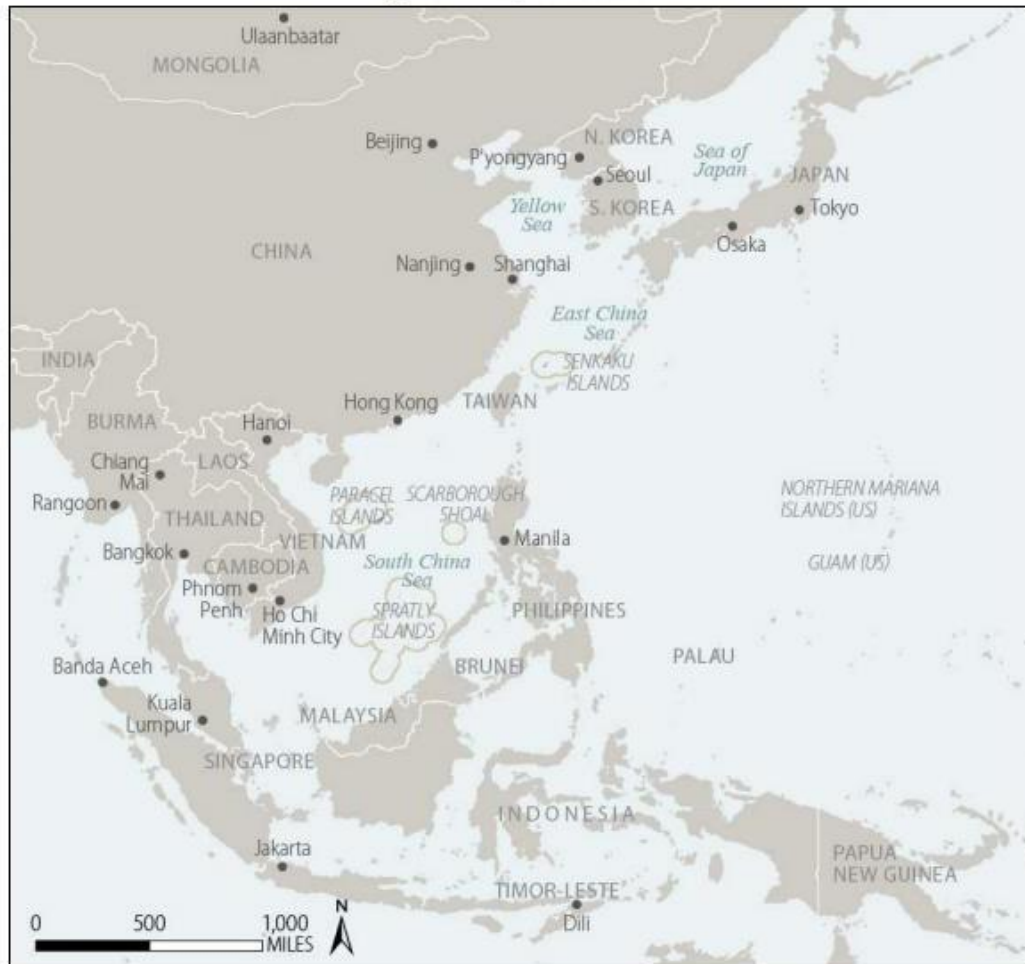 Ulaanbaatar
MONGOLIA
Beijing
N. KOREA
P'yongyang
Seoul
S. KOREA
Sea of
Japan
JAPAN
Tokyo
Osaka
Yellow
Sea
CHINA
Nanjing
Shanghai
East China
Sea
SENKAKU
ISLANDS
INDIA
TAIWAN
Hong Kong
BURMA
Hanoi
LAOS
Chiang
Mai
Rangoon
THAILAND
PARACEL
ISLANDS
SCARBOROUGH
SHOAL
VIETNAM
Manila
NORTHERN MARIANA
ISLANDS (US)
GUAM (US)
Bangkok
CAMBODIA
South China
Sea
Phnom
Penh
Ho Chi
Minh City
SPRATLY
ISLANDS
PHILIPPINES
PALAU
Banda Aceh
BRUNEI
Kuala
Lumpur
MALAYSIA
SINGAPORE
INDONESIA
Jakarta
PAPUA
NEW GUINEA
TIMOR-LESTE
Dili
0 500 1,000
MILES
N